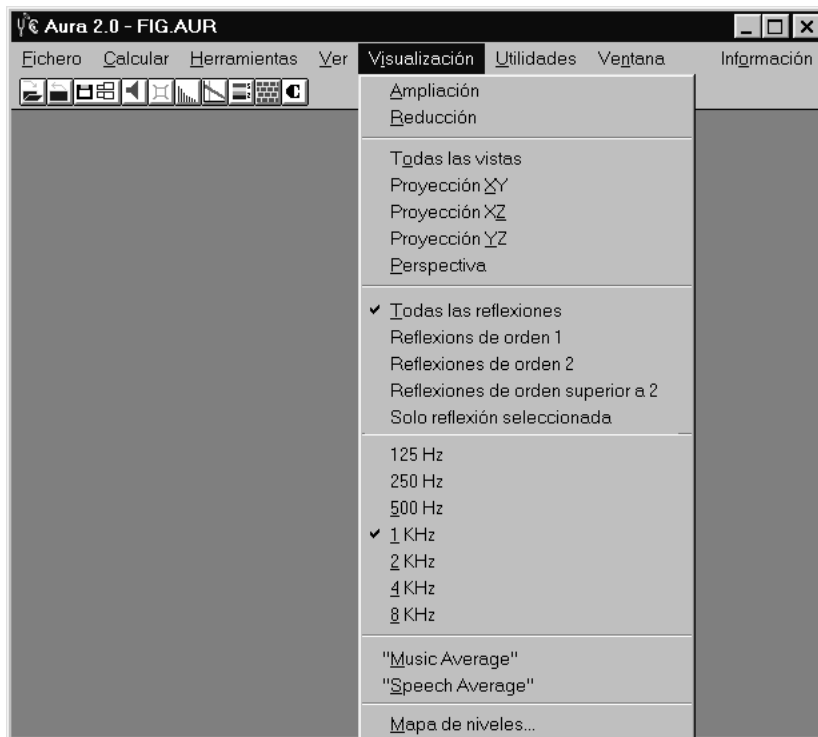 Aura 2.0 - FIG.AUR
Fichero Calcular Herramientas Ver Visualización Utilidades Ventana Información
Ampliación
Reducción
Todas las vistas
Proyección XY
Proyección XZ
Proyección YZ
Perspectiva
Todas las reflexiones
Reflexions de orden 1
Reflexiones de orden 2
Reflexiones de orden superior a 2
Solo reflexión seleccionada
125 Hz
250 Hz
500 Hz
1 KHz
2 KHz
4 KHz
8 KHz
"Music Average"
"Speech Average"
Mapa de niveles...